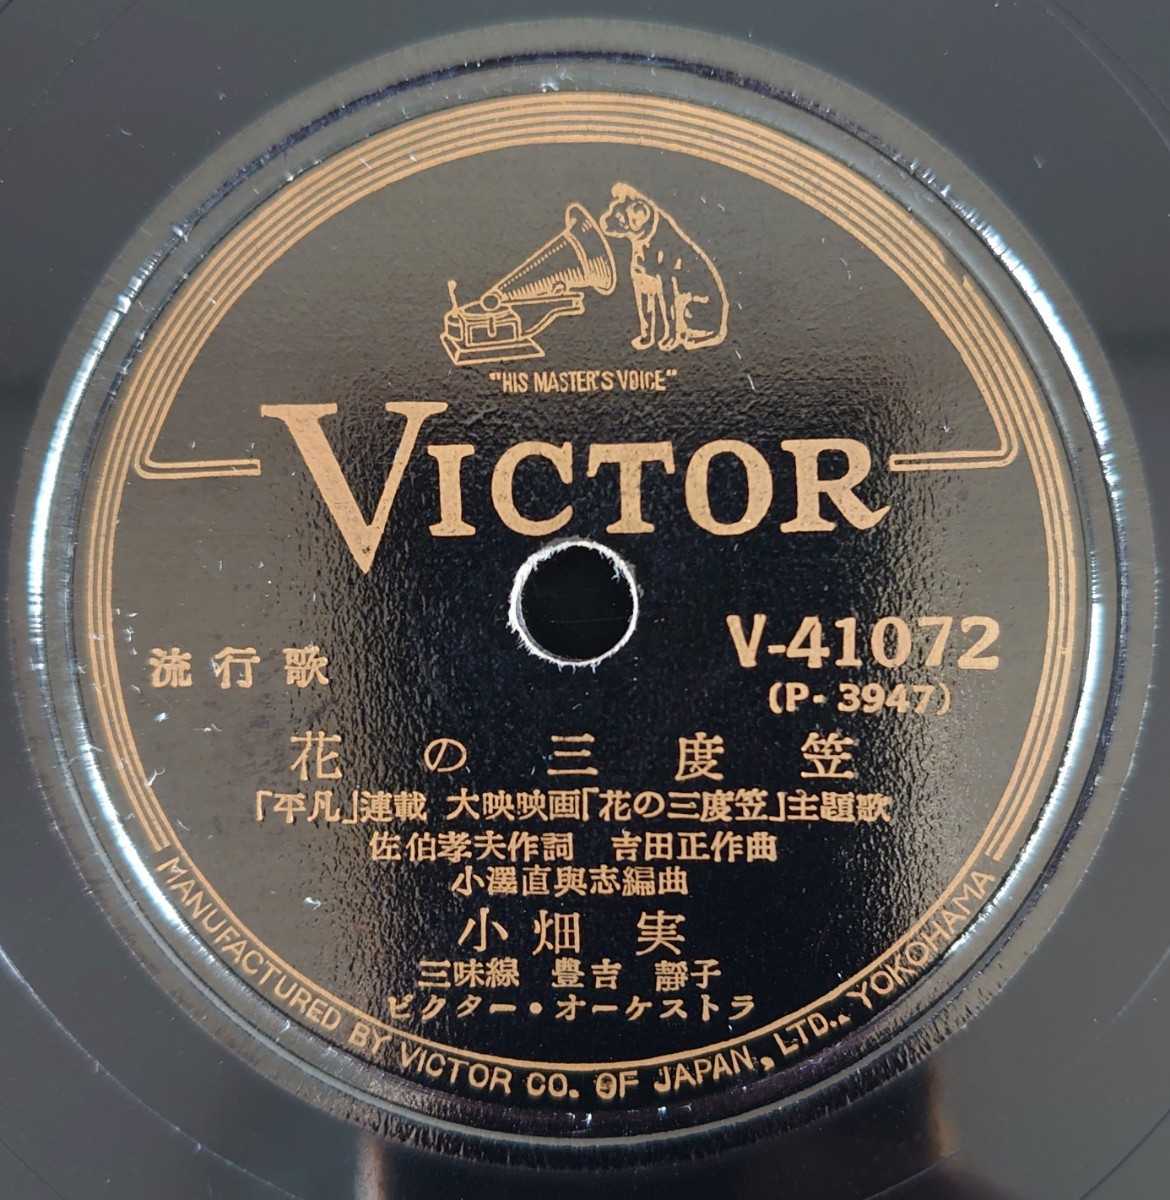 "HIS MASTER'S VOICE"
VICTOR
V-41072
(P-3947)
流行歌
花の三度笠
「平凡」連載 大映映画「花の三度笠」主題歌
佐伯孝夫作詞 吉田正作曲
小澤直與志編曲
小畑 実
三味線 豊吉 靜子
ビクター・オーケストラ
MANUFACTURED BY VICTOR CO. OF JAPAN, LTD., YOKOHAMA